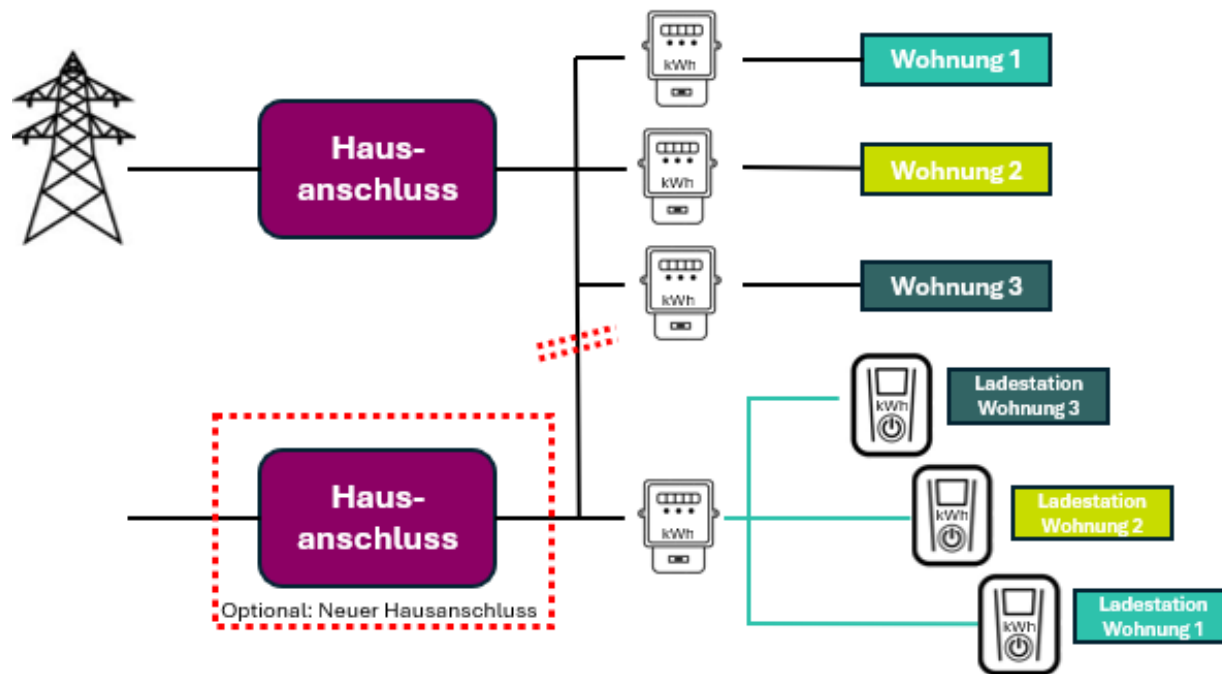 kWh
Wohnung 1
Haus-
anschluss
kWh
Wohnung 2
kWh
Wohnung 3
kWh
Ladestation
Wohnung 3
Haus-
anschluss
Optional: Neuer Hausanschluss
kWh
kWh
Ladestation
Wohnung 2
kWh
Ladestation
Wohnung 1